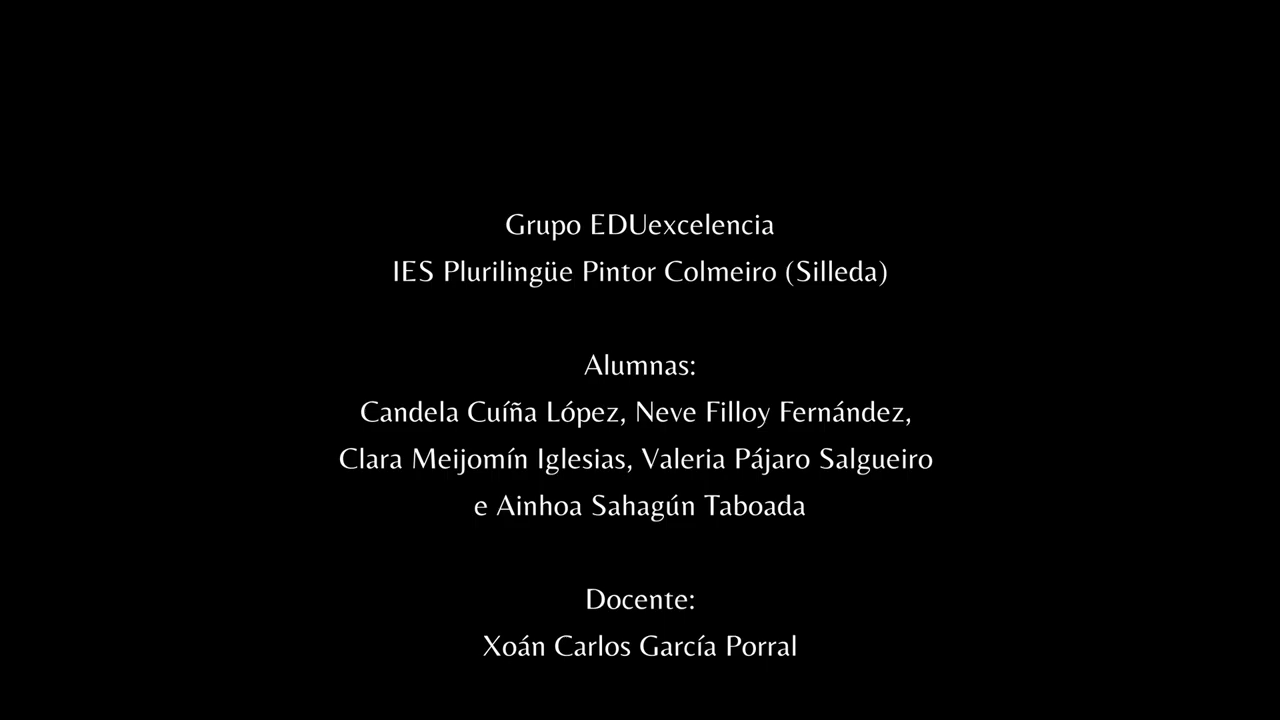 Grupo EDUexcelencia
IES Plurilingüe Pintor Colmeiro (Silleda)
Alumnas:
Candela Cuíña López, Neve Filloy Fernández,
Clara Meijomín Iglesias, Valeria Pájaro Salgueiro
e Ainhoa Sahagún Taboada
Docente:
Xoán Carlos García Porral